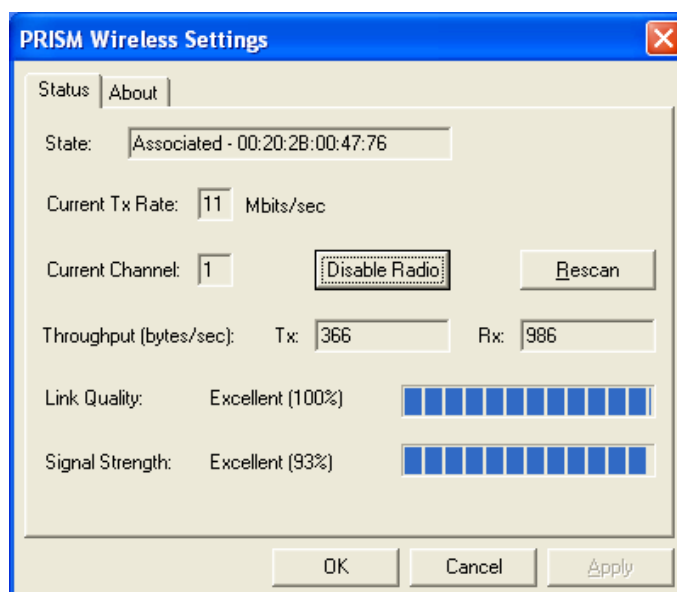 PRISM Wireless Settings
Status About
State: Associated - 00:20:2B:00:47:76
Current Tx Rate: 11 Mbits/sec
Current Channel: 1 Disable Radio Rescan
Throughput (bytes/sec): Tx: 366 Rx: 986
Link Quality: Excellent (100%)
Signal Strength: Excellent (93%)
OK Cancel Apply